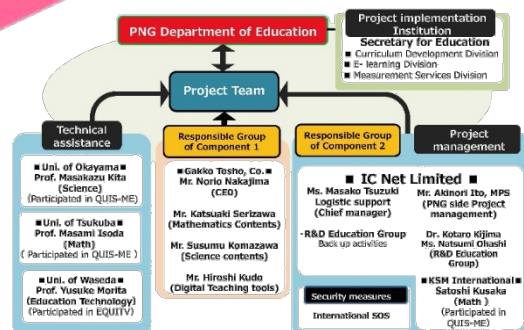 PNG Department of Education
Project implementation
Institution
Secretary for Education
■ Curriculum Development Division
■ E- learning Division
■ Measurement Services Division
Project Team
Technical
assistance
■Uni. of Okayama■
Prof. Masakazu Kita
(Science)
(Participated in QUIS-ME)
■Uni. of Tsukuba■
Prof. Masami Isoda
(Math)
( Participated in QUIS-ME )
■Uni. of Waseda■
Prof. Yusuke Morita
(Education Technology)
(Participated in EQUITV)
Responsible Group
of Component 1
■Gakko Tosho, Co.■
Mr. Norio Nakajima
(CEO)
Mr. Katsuaki Serizawa
(Mathematics Contents)
Mr. Susumu Komazawa
(Science contents)
Mr. Hiroshi Kudo
(Digital Teaching tools)
Responsible Group
of Component 2
Project
management
■ IC Net Limited ■
Ms. Masako Tsuzuki
Logistic support
(Chief manager)
-R&D Education Group
Back up activities
Mr. Akinori Ito, MPS
(PNG side Project
management)
Dr. Kotaro Kijima
Ms. Natsumi Ohashi
(R&D Education
Group)
■KSM International■
Satoshi Kusaka
(Math )
(Participated in
QUIS-ME)
Security measures
International SOS